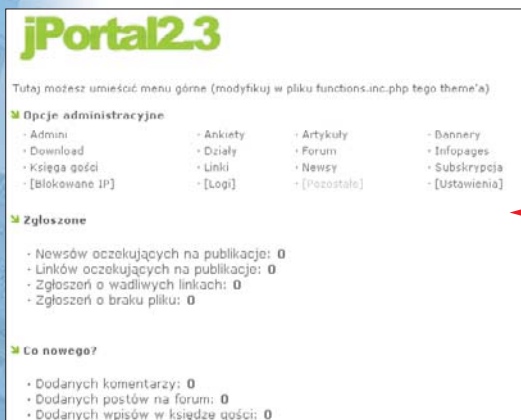 jPortal2.3
Tutaj możesz umieścić menu górne (modyfikuj w pliku functions.inc.php tego theme'a)
Opcje administracyjne
· Admini · Ankiety · Artykuły · Bannery
· Download · Działy · Forum · Infopages
· Księga gości · Linki · Newsy · Subskrypcja
· [Blokowane IP] · [Logi] · [Pozostałe] · [Ustawienia]
Zgłoszone
· Newsów oczekujących na publikacje: 0
· Linków oczekujących na publikacje: 0
· Zgłoszeń o wadliwych linkach: 0
· Zgłoszeń o braku pliku: 0
Co nowego?
· Dodanych komentarzy: 0
· Dodanych postów na forum: 0
· Dodanych wpisów w księdze gości: 0